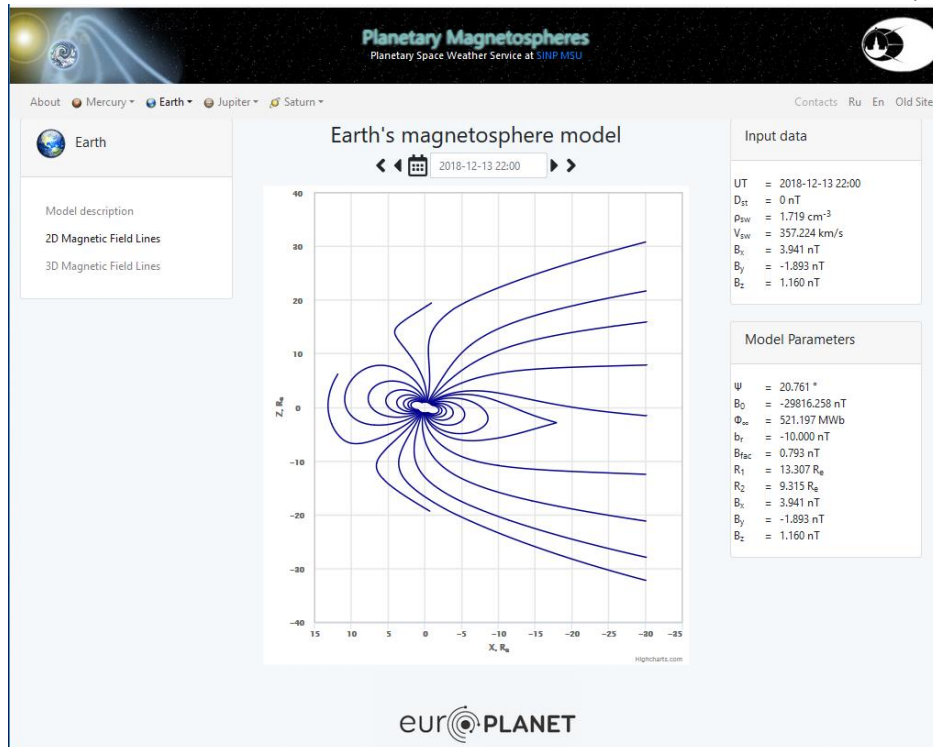 Planetary Magnetospheres
Planetary Space Weather Service at SINP MSU
About Mercury Earth Jupiter Saturn Contacts Ru En Old Site
Earth
Model description
2D Magnetic Field Lines
3D Magnetic Field Lines
Earth's magnetosphere model
2018-12-13 22:00
40
30
20
10
0
-10
-20
-30
-40
Z, Re
15 10 5 0 -5 -10 -15 -20 -25 -30 -35
X, Re
Highcharts.com
Input data
UT = 2018-12-13 22:00
Dst = 0 nT
ρsw = 1.719 cm⁻³
Vsw = 357.224 km/s
Bx = 3.941 nT
By = -1.893 nT
Bz = 1.160 nT
Model Parameters
Ψ = 20.761 °
B0 = -29816.258 nT
Φ∞ = 521.197 MWb
br = -10.000 nT
Bfac = 0.793 nT
R1 = 13.307 Re
R2 = 9.315 Re
Bx = 3.941 nT
By = -1.893 nT
Bz = 1.160 nT
euroPLANET